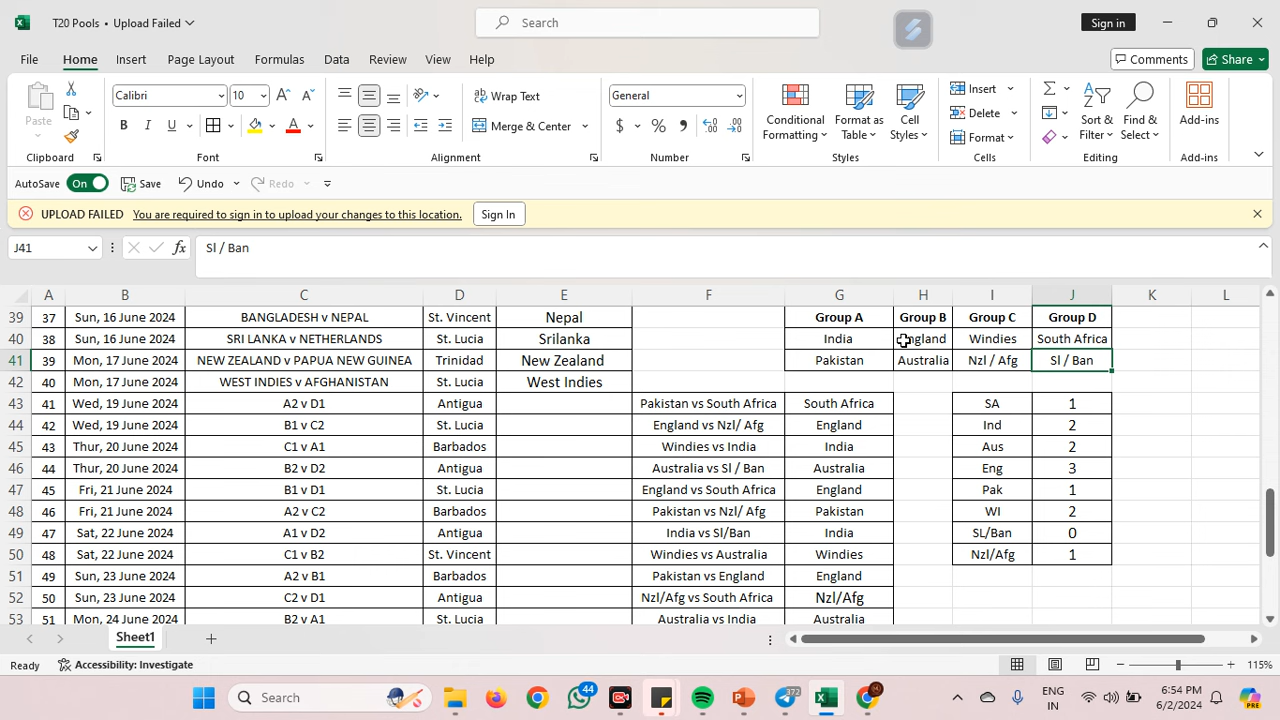 T20 Pools • Upload Failed
Search
Sign in
File Home Insert Page Layout Formulas Data Review View Help
Comments
Share
Paste
Clipboard
Calibri
10
B I U A
Font
Wrap Text
Merge & Center
Alignment
General
$ % ,
Number
Conditional Formatting
Format as Table
Cell Styles
Styles
Insert
Delete
Format
Cells
Sort & Filter
Find & Select
Editing
Add-ins
Add-ins
AutoSave On Save Undo Redo
UPLOAD FAILED You are required to sign in to upload your changes to this location. Sign In
J41 fx Sl / Ban
A B C D E F G H I J K L
39 37 Sun, 16 June 2024 BANGLADESH v NEPAL St. Vincent Nepal Group A Group B Group C Group D
40 38 Sun, 16 June 2024 SRI LANKA v NETHERLANDS St. Lucia Srilanka India England Windies South Africa
41 39 Mon, 17 June 2024 NEW ZEALAND v PAPUA NEW GUINEA Trinidad New Zealand Pakistan Australia Nzl / Afg Sl / Ban
42 40 Mon, 17 June 2024 WEST INDIES v AFGHANISTAN St. Lucia West Indies
43 41 Wed, 19 June 2024 A2 v D1 Antigua Pakistan vs South Africa South Africa SA 1
44 42 Wed, 19 June 2024 B1 v C2 St. Lucia England vs Nzl/ Afg England Ind 2
45 43 Thur, 20 June 2024 C1 v A1 Barbados Windies vs India India Aus 2
46 44 Thur, 20 June 2024 B2 v D2 Antigua Australia vs Sl / Ban Australia Eng 3
47 45 Fri, 21 June 2024 B1 v D1 St. Lucia England vs South Africa England Pak 1
48 46 Fri, 21 June 2024 A2 v C2 Barbados Pakistan vs Nzl/ Afg Pakistan WI 2
49 47 Sat, 22 June 2024 A1 v D2 Antigua India vs Sl/Ban India SL/Ban 0
50 48 Sat, 22 June 2024 C1 v B2 St. Vincent Windies vs Australia Windies Nzl/Afg 1
51 49 Sun, 23 June 2024 A2 v B1 Barbados Pakistan vs England England
52 50 Sun, 23 June 2024 C2 v D1 Antigua Nzl/Afg vs South Africa Nzl/Afg
53 51 Mon, 24 June 2024 B2 v A1 St. Lucia Australia vs India Australia
Sheet1
Ready Accessibility: Investigate 115%
Search 44 372 ENG IN 6:54 PM 6/2/2024 PRE